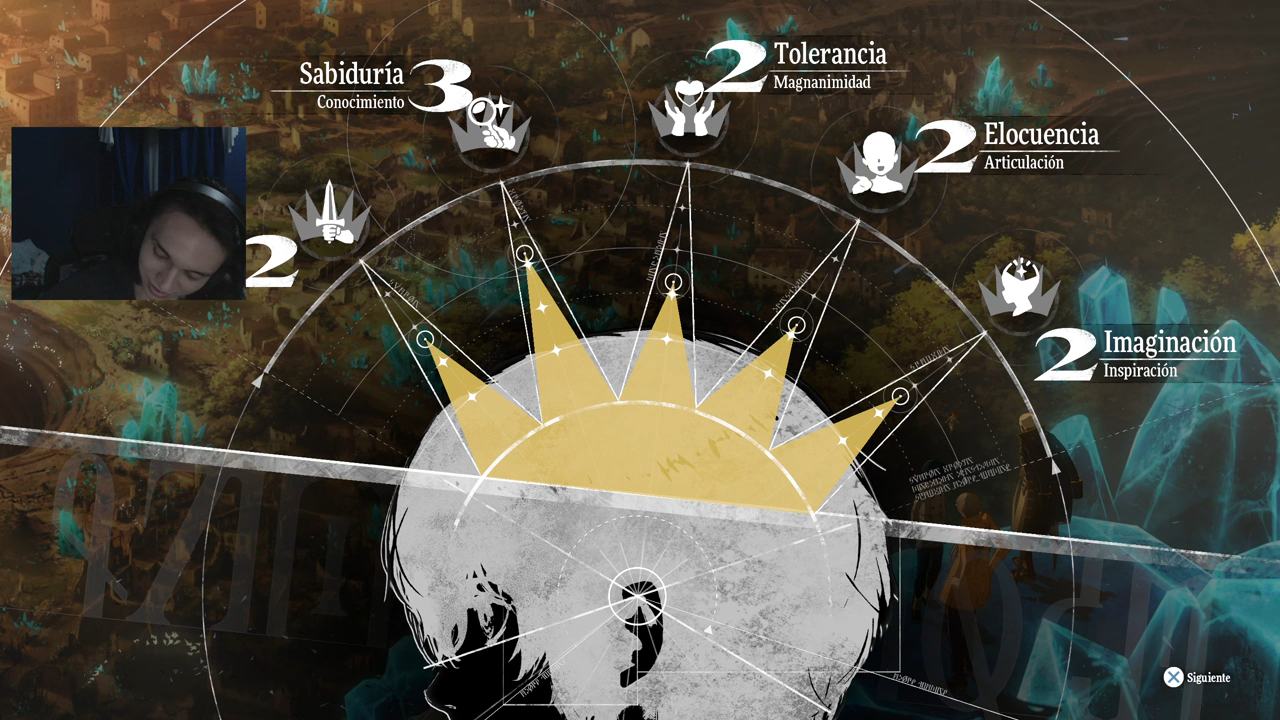 Sabiduría
Conocimiento
3
2
Tolerancia
Magnanimidad
2
Elocuencia
Articulación
2
2
Imaginación
Inspiración
Siguiente